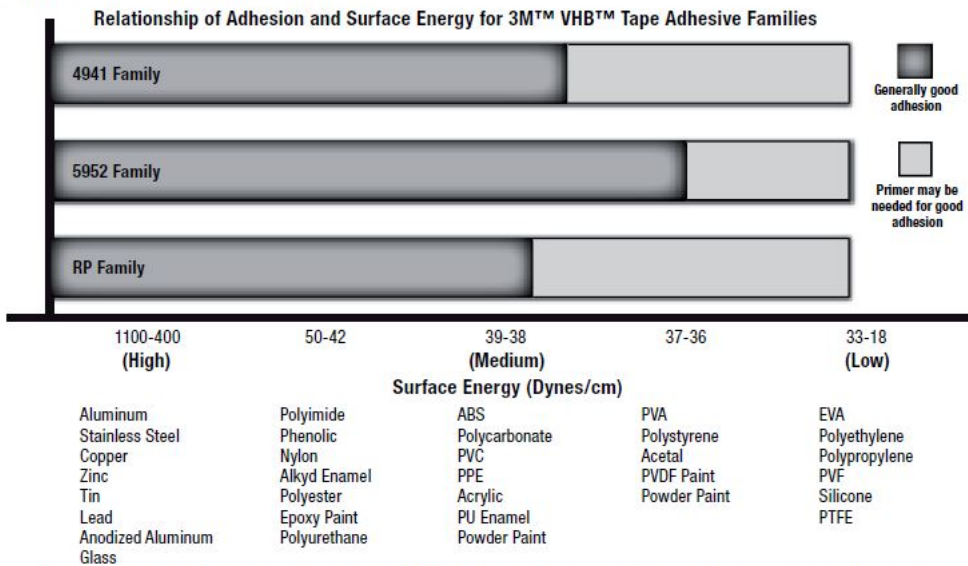 Relationship of Adhesion and Surface Energy for 3M™ VHB™ Tape Adhesive Families
4941 Family
Generally good
adhesion
5952 Family
Primer may be
needed for good
adhesion
RP Family
1100-400
(High)
50-42
39-38
(Medium)
37-36
33-18
(Low)
Surface Energy (Dynes/cm)
Aluminum
Stainless Steel
Copper
Zinc
Tin
Lead
Anodized Aluminum
Glass
Polyimide
Phenolic
Nylon
Alkyd Enamel
Polyester
Epoxy Paint
Polyurethane
ABS
Polycarbonate
PVC
PPE
Acrylic
PU Enamel
Powder Paint
PVA
Polystyrene
Acetal
PVDF Paint
Powder Paint
EVA
Polyethylene
Polypropylene
PVF
Silicone
PTFE